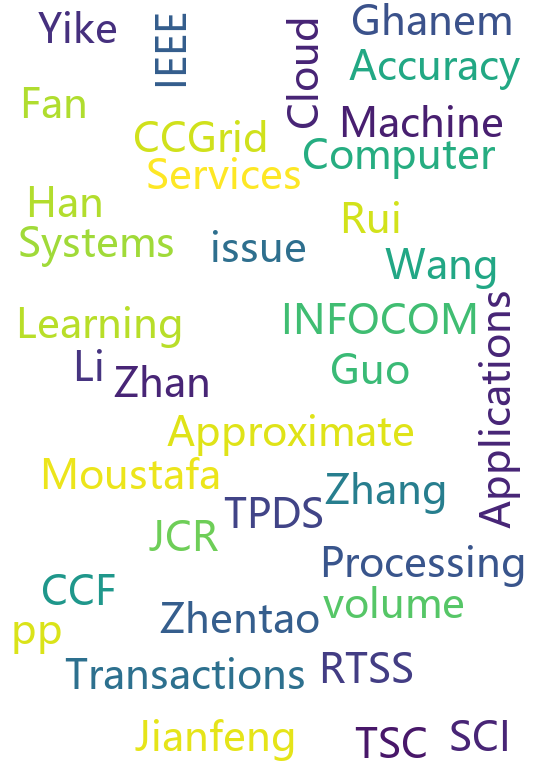 Yike
IEEE
Cloud
Ghanem
Accuracy
Fan
CCGrid
Machine
Computer
Services
Han
Rui
Systems
issue
Wang
Learning
INFOCOM
Applications
Li
Zhan
Guo
Approximate
Moustafa
TPDS
Zhang
JCR
Processing
CCF
Zhentao
volume
pp
Transactions
RTSS
Jianfeng
TSC
SCI